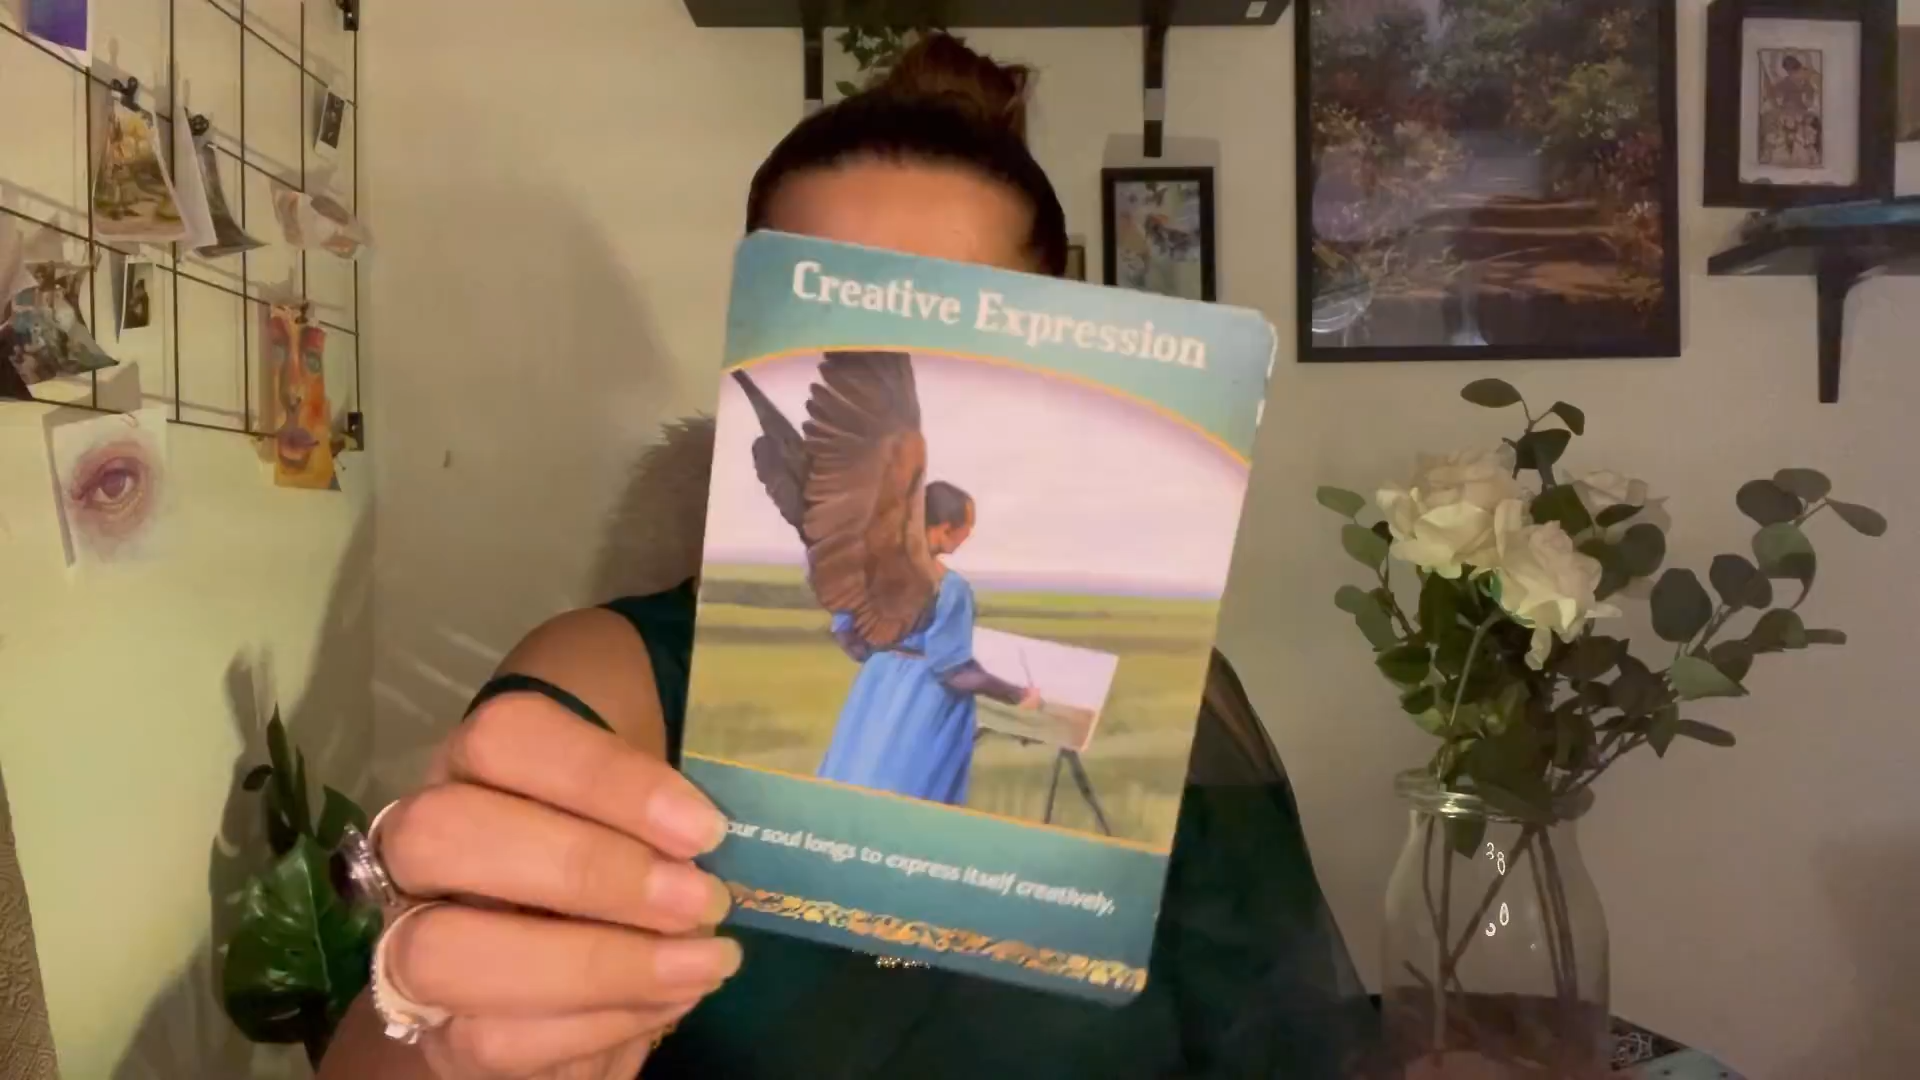 Creative Expression
our soul longs to express itself creatively.